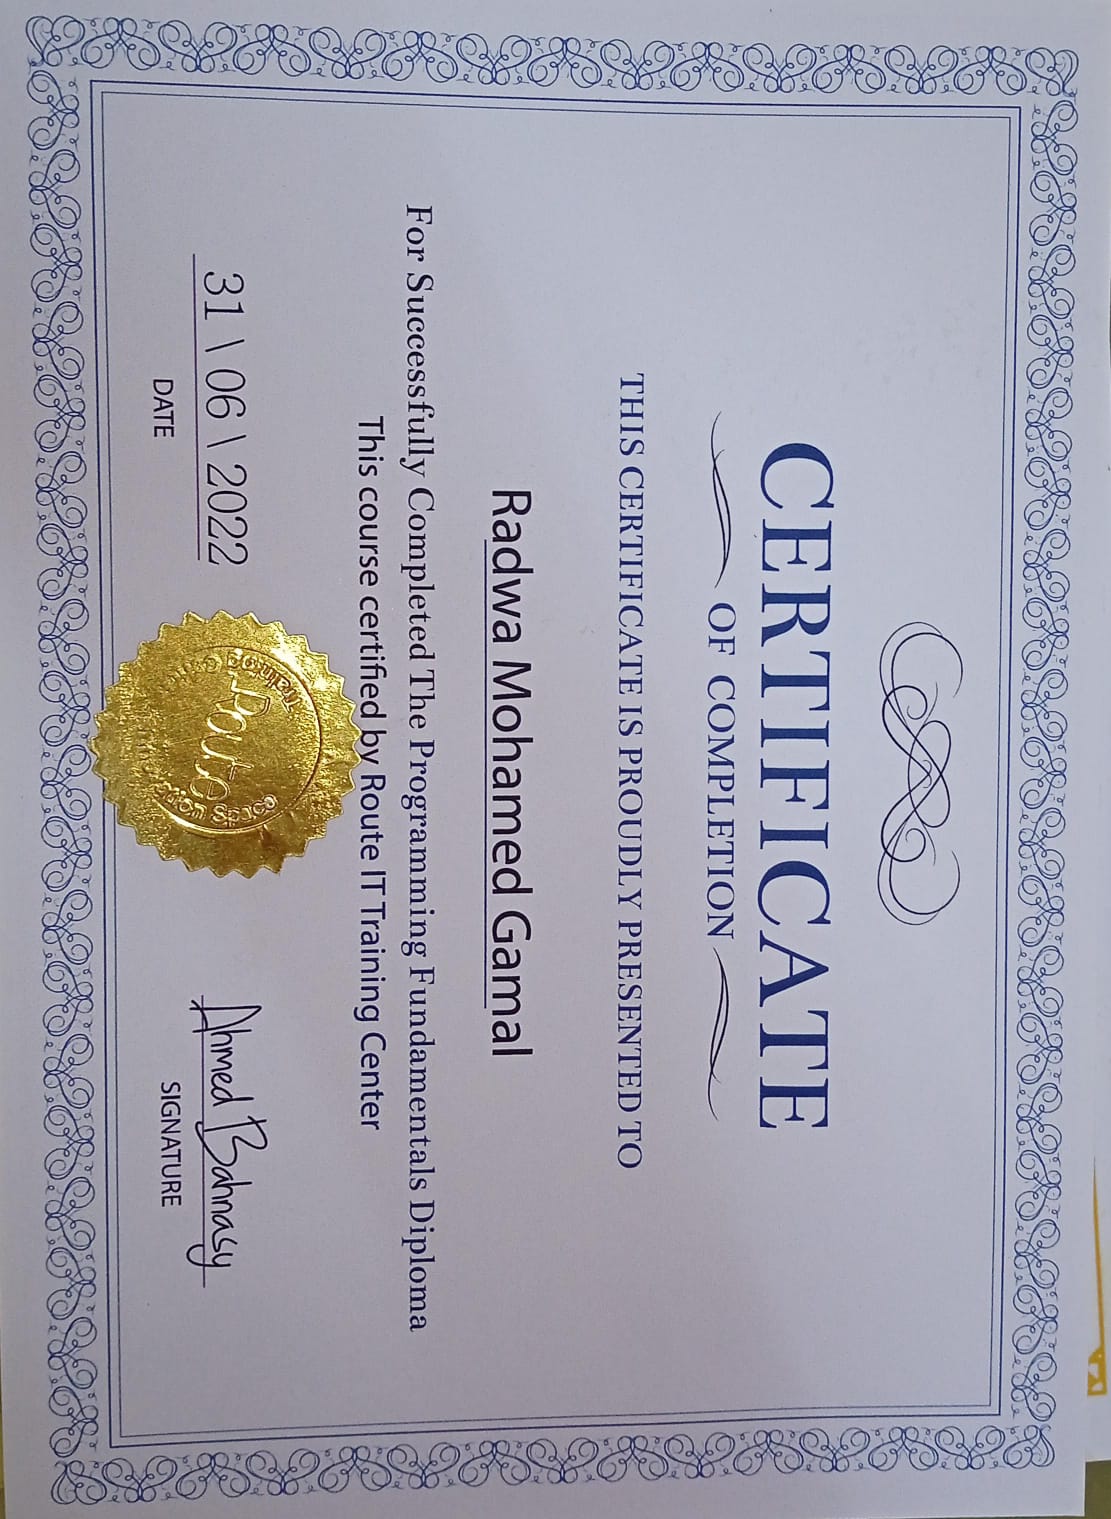 CERTIFICATE
OF COMPLETION
THIS CERTIFICATE IS PROUDLY PRESENTED TO
Radwa Mohamed Gamal
For Successfully Completed The Programming Fundamentals Diploma
This course certified by Route IT Training Center
31 \ 06 \ 2022
DATE
Route
Training
Ahmed Bahnasy
SIGNATURE